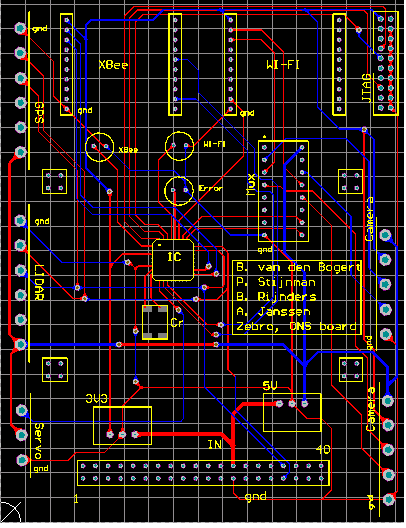 gnd
XBee
WI-FI
JTAG
gnd
gnd
GPS
XBee
WI-FI
Error
Mux
gnd
Camera
gnd
IC
LIDAR
B. van den Bogert
P. Stijnman
B. Rijnders
A. Janssen
Zebro, DNS board
Cr
gnd
gnd
3V3
5V
Camera
Servo
IN
40
gnd
1
gnd
gnd